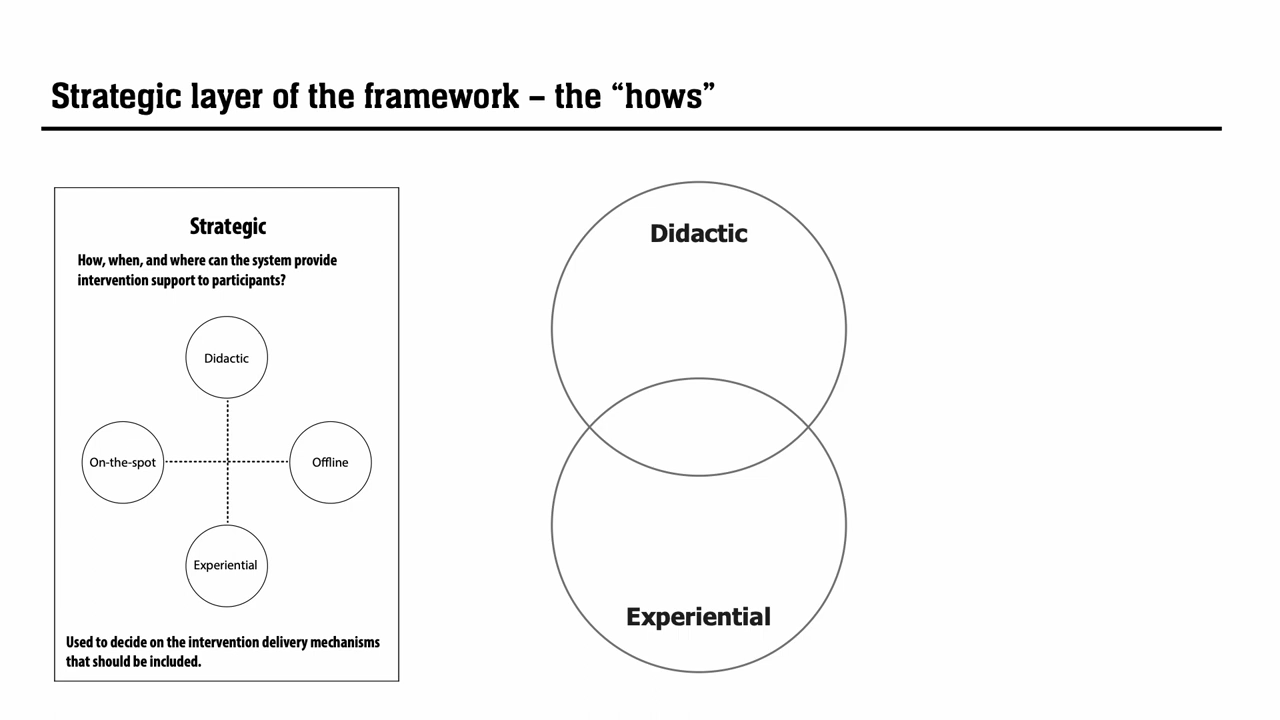 Strategic layer of the framework – the “hows”
Strategic
How, when, and where can the system provide
intervention support to participants?
Didactic
On-the-spot
Offline
Experiential
Used to decide on the intervention delivery mechanisms
that should be included.
Didactic
Experiential